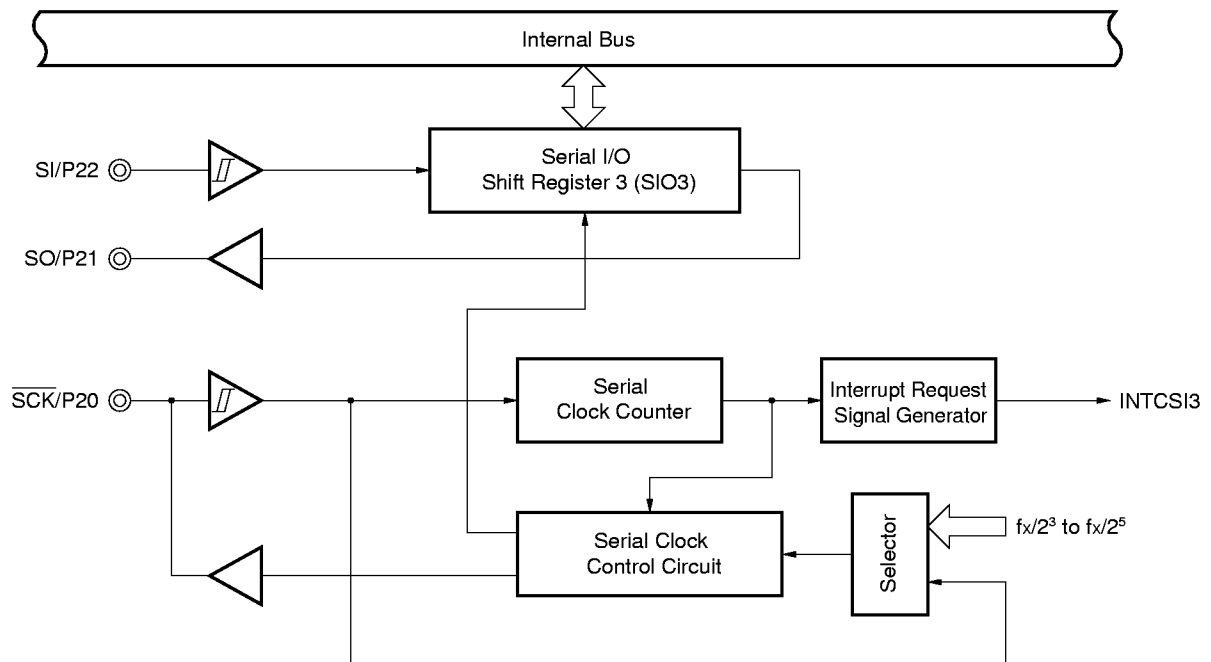 Internal Bus
SI/P22
Serial I/O
Shift Register 3 (SIO3)
SO/P21
S̅C̅K̅/P20
Serial
Clock Counter
Interrupt Request
Signal Generator
INTCSI3
Serial Clock
Control Circuit
Selector
fx/2³ to fx/2⁵